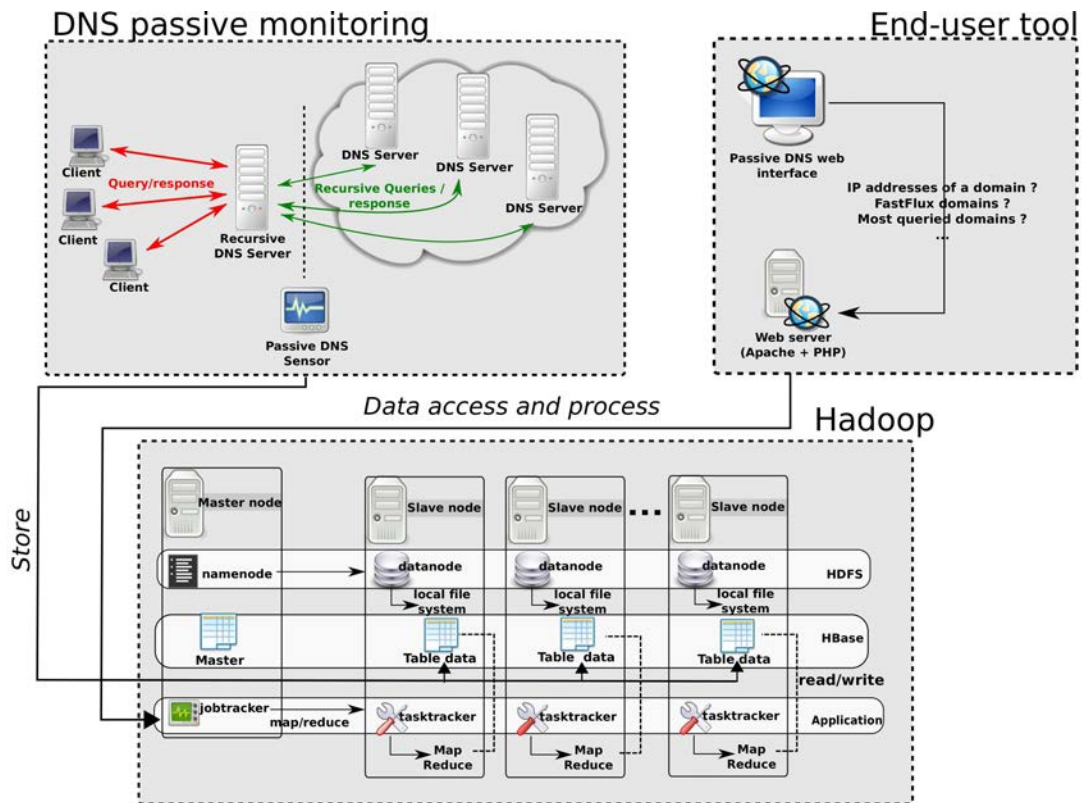 DNS passive monitoring
End-user tool
DNS Server
DNS Server
DNS Server
Client
Client
Client
Query/response
Recursive Queries /
response
Recursive
DNS Server
Passive DNS
Sensor
Passive DNS web
interface
IP addresses of a domain ?
FastFlux domains ?
Most queried domains ?
...
Web server
(Apache + PHP)
Data access and process
Store
Hadoop
Master node
Slave node
Slave node
...
Slave node
namenode
datanode
datanode
datanode
HDFS
local file
system
local file
system
local file
system
Master
Table data
Table data
Table data
HBase
read/write
jobtracker
map/reduce
tasktracker
tasktracker
tasktracker
Application
Map
Reduce
Map
Reduce
Map
Reduce